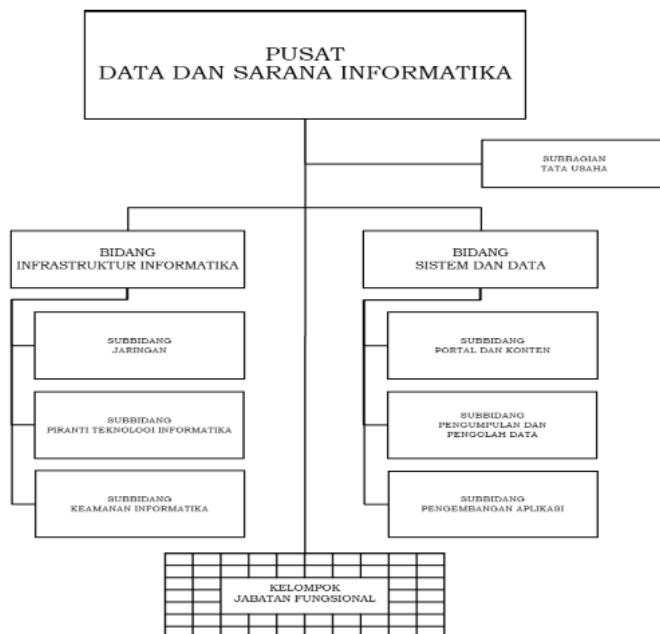 PUSAT
DATA DAN SARANA INFORMATIKA
SUBBAGIAN
TATA USAHA
BIDANG
INFRASTRUKTUR INFORMATIKA
BIDANG
SISTEM DAN DATA
SUBBIDANG
JARINGAN
SUBBIDANG
PORTAL DAN KONTEN
SUBBIDANG
PIRANTI TEKNOLOGI INFORMATIKA
SUBBIDANG
PENGUMPULAN DAN
PENGOLAH DATA
SUBBIDANG
KEAMANAN INFORMATIKA
SUBBIDANG
PENGEMBANGAN APLIKASI
KELOMPOK
JABATAN FUNGSIONAL